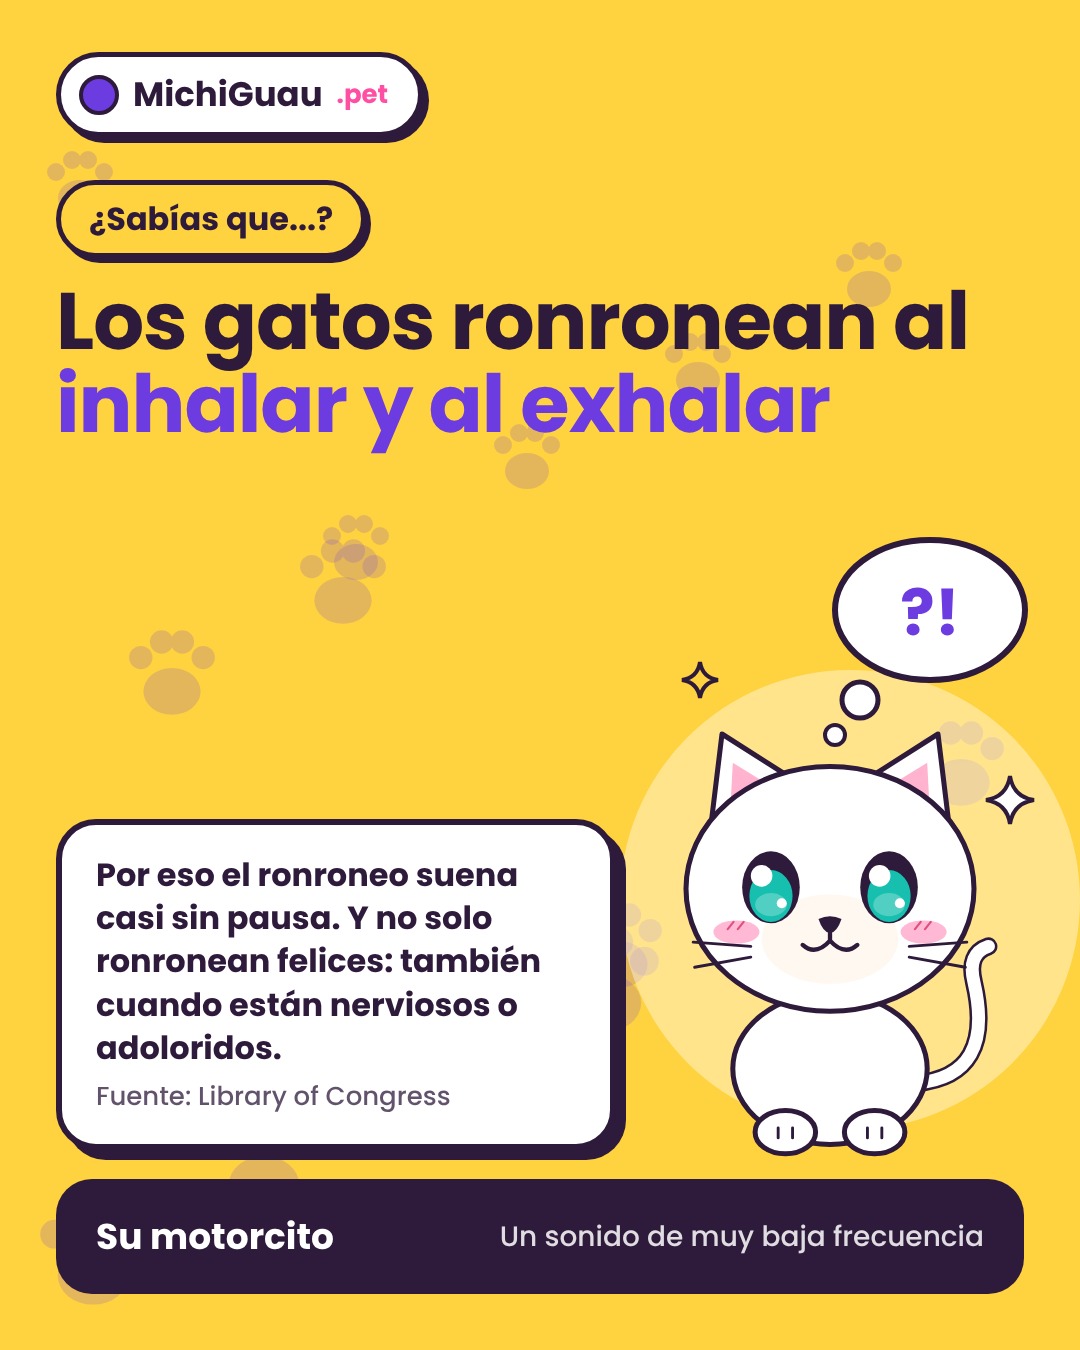 MichiGuau .pet
¿Sabías que...?
Los gatos ronronean al
inhalar y al exhalar
?!
Por eso el ronroneo suena
casi sin pausa. Y no solo
ronronean felices: también
cuando están nerviosos o
adoloridos.
Fuente: Library of Congress
Su motorcito
Un sonido de muy baja frecuencia